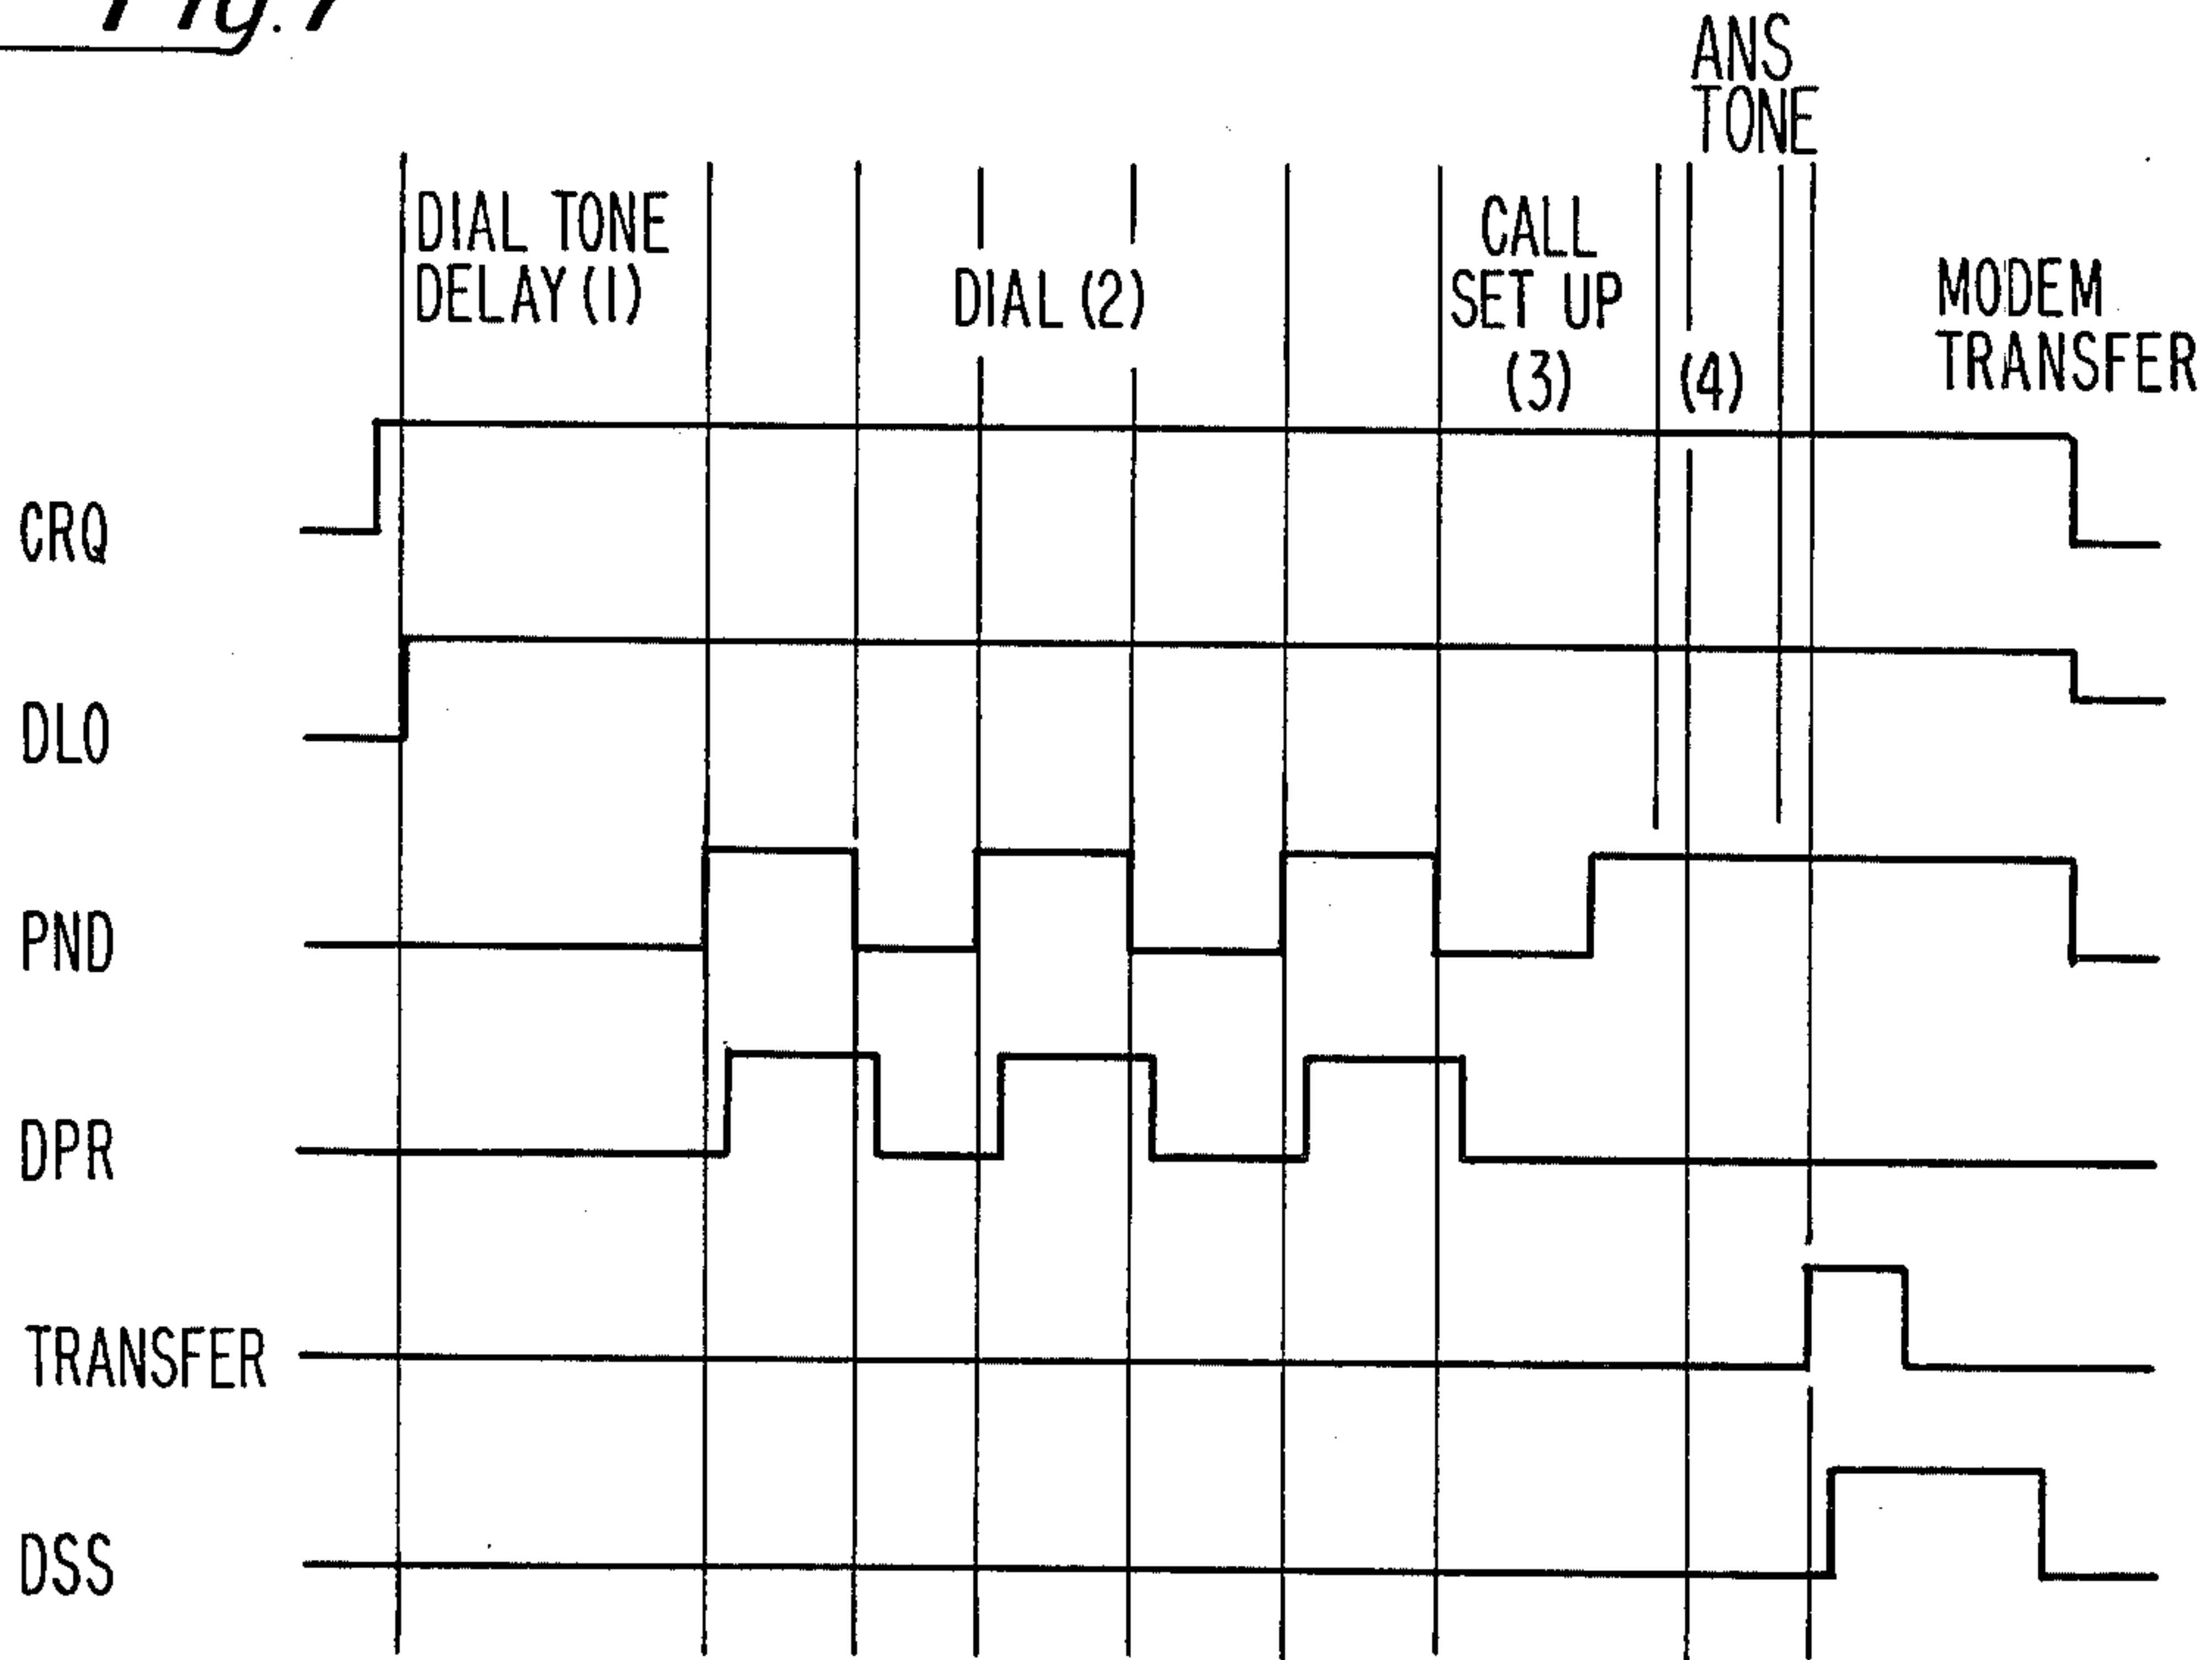 Fig. 7
ANS
TONE
DIAL TONE
DELAY (1)
DIAL (2)
CALL
SET UP
(3)
(4)
MODEM
TRANSFER
CRQ
DLO
PND
DPR
TRANSFER
DSS